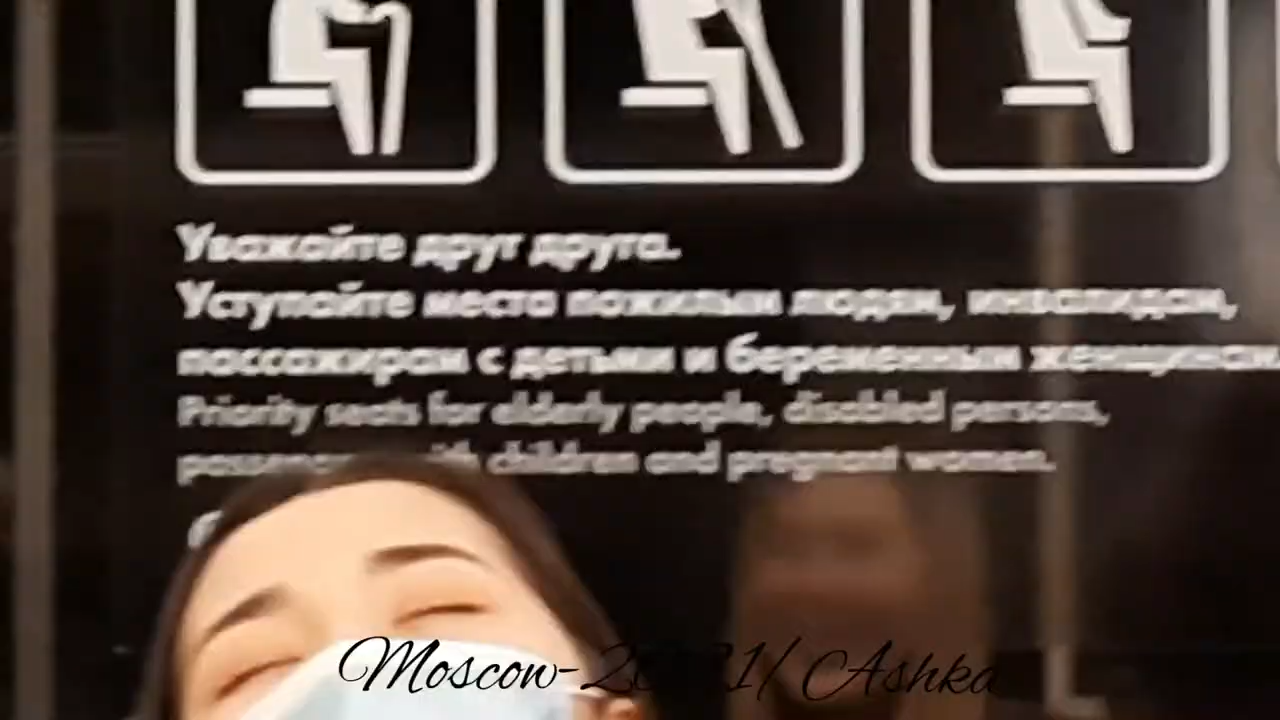 Уважайте друг друга.
Уступайте места пожилым людям, инвалидам,
пассажирам с детьми и беременным женщинам
Priority seats for elderly people, disabled persons,
children and pregnant women.
Moscow- / Ashka